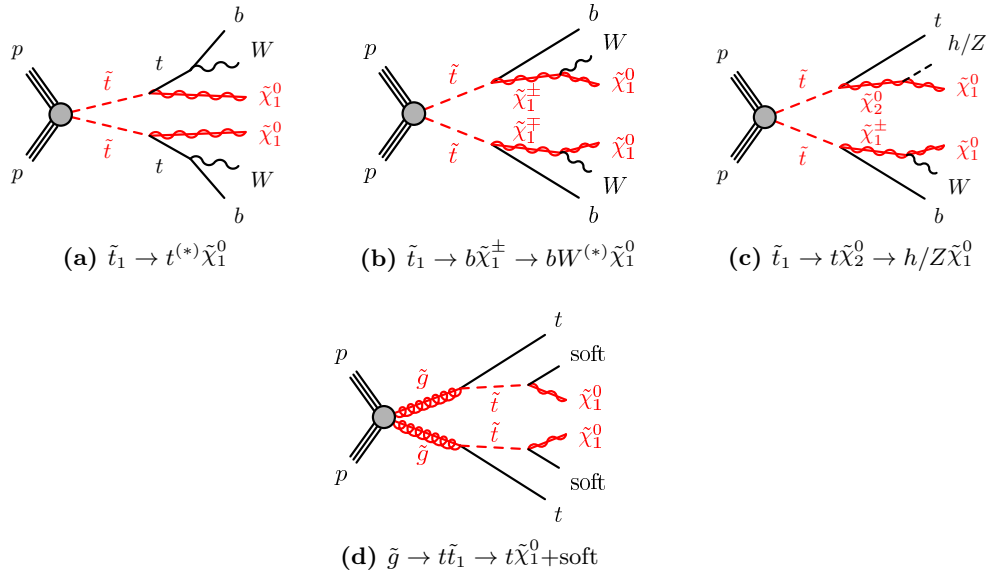 p
p
t̃
t̃
t
t
b
W
χ̃₁⁰
χ̃₁⁰
W
b
(a) t̃₁ → t⁽*⁾χ̃₁⁰
p
p
t̃
t̃
χ̃₁±
χ̃₁∓
b
W
χ̃₁⁰
χ̃₁⁰
W
b
(b) t̃₁ → bχ̃₁± → bW⁽*⁾χ̃₁⁰
p
p
t̃
t̃
χ̃₂⁰
χ̃₁±
t
h/Z
χ̃₁⁰
χ̃₁⁰
W
b
(c) t̃₁ → tχ̃₂⁰ → h/Zχ̃₁⁰
p
p
g̃
g̃
t̃
t̃
t
soft
χ̃₁⁰
χ̃₁⁰
soft
t
(d) g̃ → tt̃₁ → tχ̃₁⁰+soft